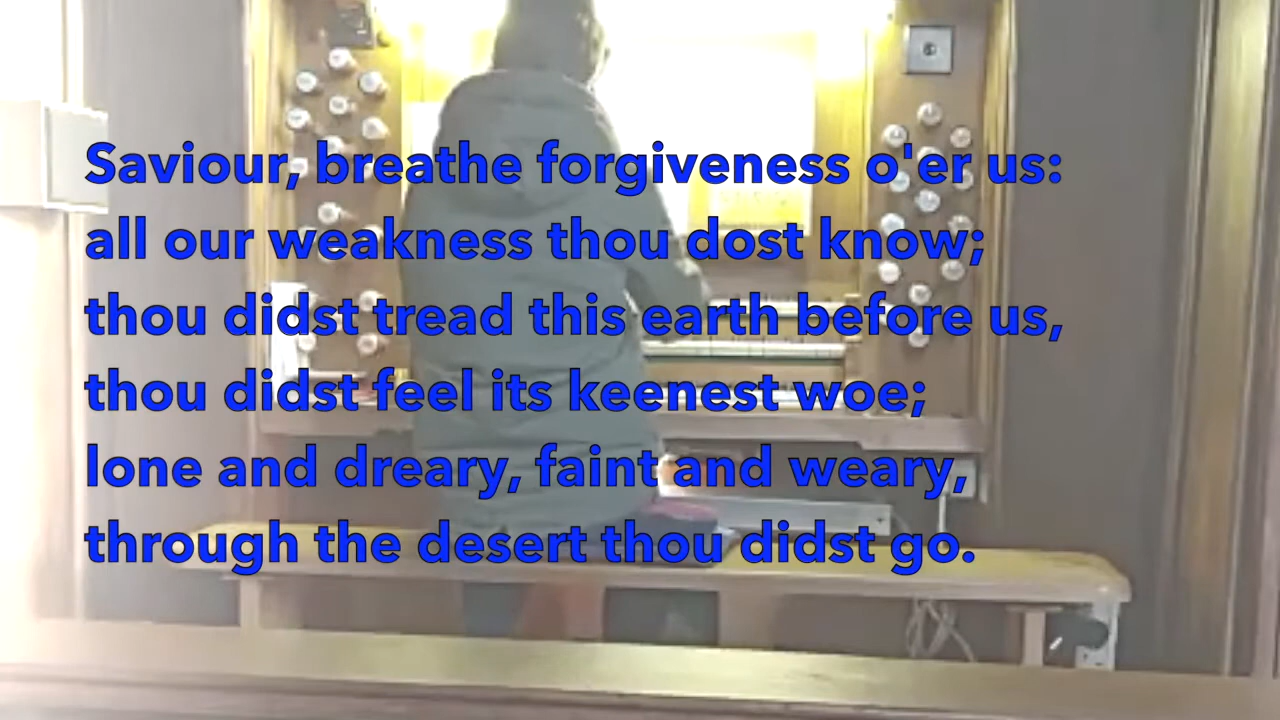 Saviour, breathe forgiveness o'er us:
all our weakness thou dost know;
thou didst tread this earth before us,
thou didst feel its keenest woe;
lone and dreary, faint and weary,
through the desert thou didst go.